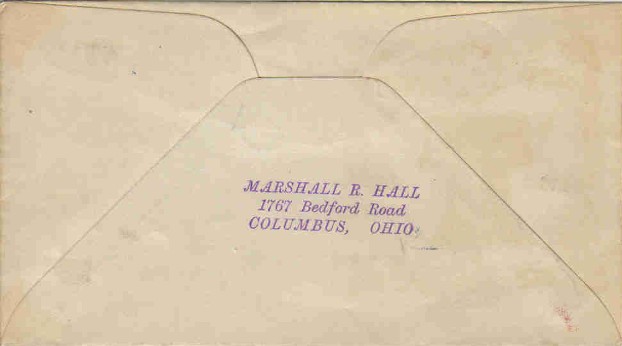 MARSHALL R. HALL
1767 Bedford Road
COLUMBUS, OHIO